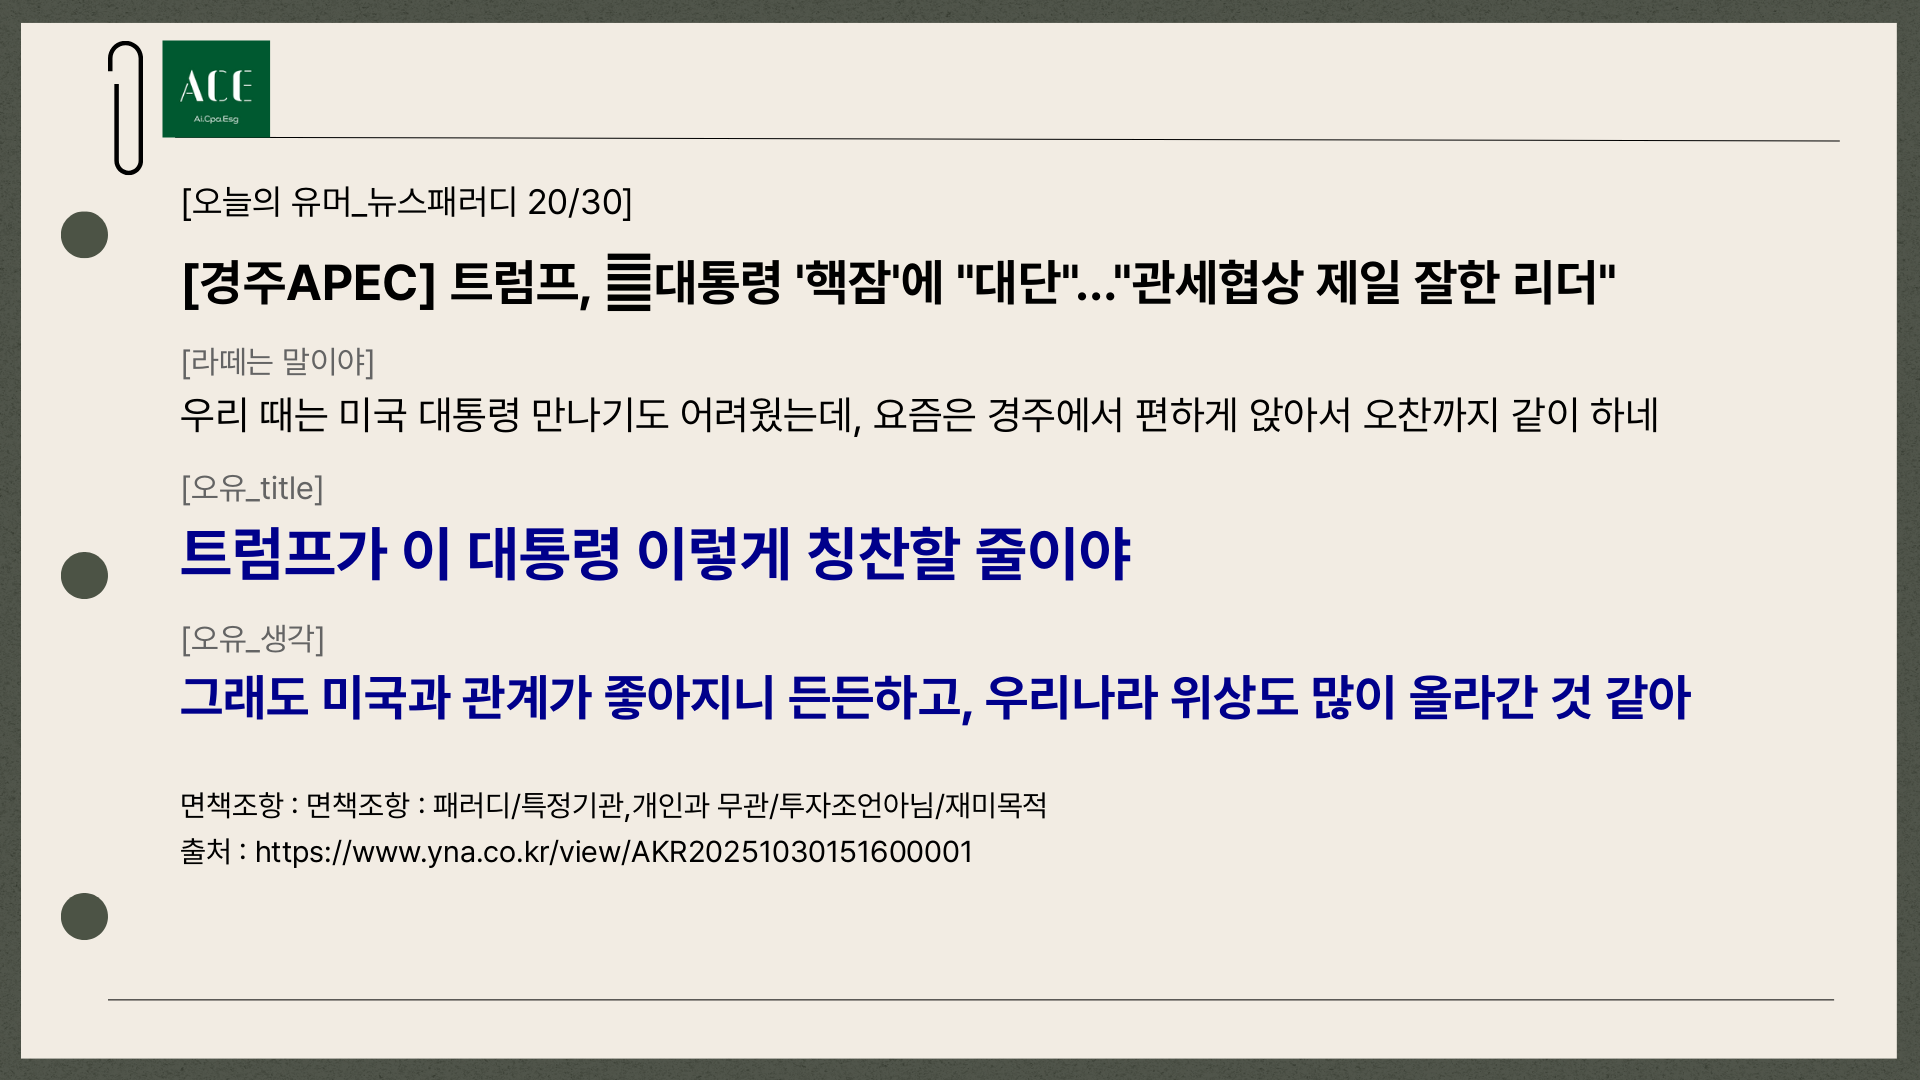 ACE
Ai.Cpa.Esg
[오늘의 유머_뉴스패러디 20/30]
[경주APEC] 트럼프, 대통령 '핵잠'에 "대단"..."관세협상 제일 잘한 리더"
[라떼는 말이야]
우리 때는 미국 대통령 만나기도 어려웠는데, 요즘은 경주에서 편하게 앉아서 오찬까지 같이 하네
[오유_title]
트럼프가 이 대통령 이렇게 칭찬할 줄이야
[오유_생각]
그래도 미국과 관계가 좋아지니 든든하고, 우리나라 위상도 많이 올라간 것 같아
면책조항 : 면책조항 : 패러디/특정기관,개인과 무관/투자조언아님/재미목적
출처 : https://www.yna.co.kr/view/AKR20251030151600001